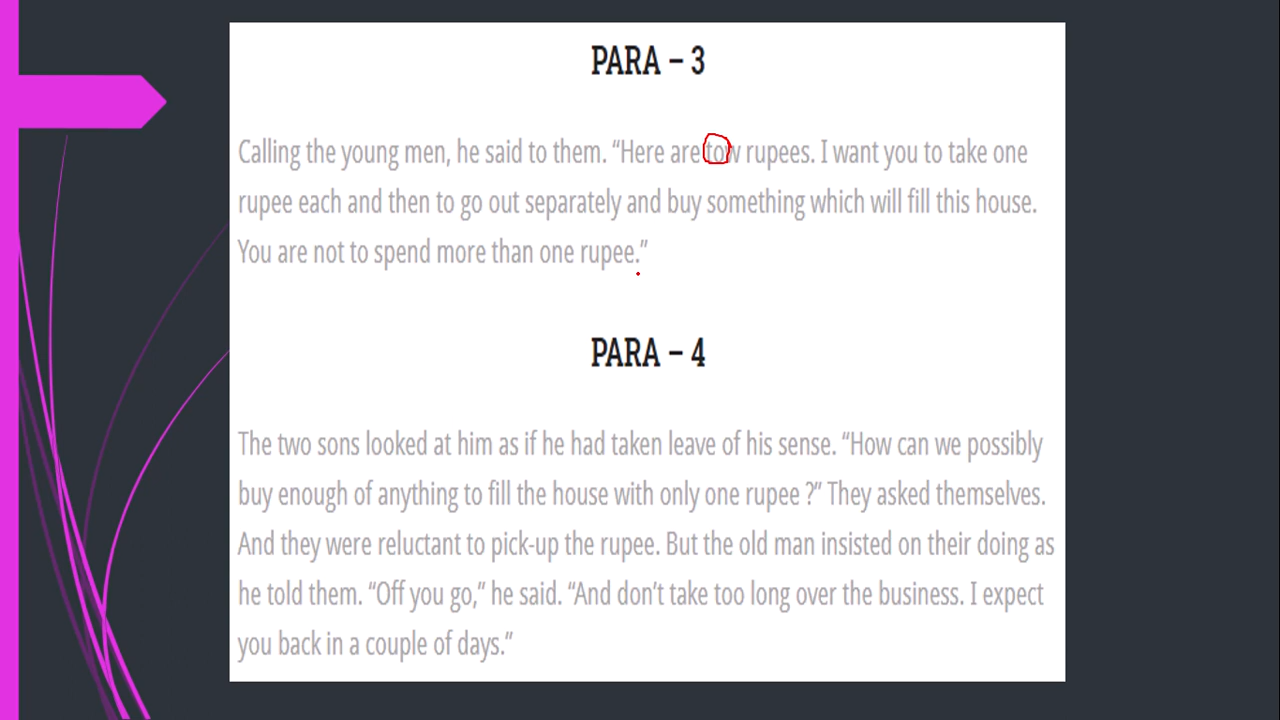 PARA – 3
Calling the young men, he said to them. “Here are tow rupees. I want you to take one
rupee each and then to go out separately and buy something which will fill this house.
You are not to spend more than one rupee.”
PARA – 4
The two sons looked at him as if he had taken leave of his sense. “How can we possibly
buy enough of anything to fill the house with only one rupee ?” They asked themselves.
And they were reluctant to pick-up the rupee. But the old man insisted on their doing as
he told them. “Off you go,” he said. “And don’t take too long over the business. I expect
you back in a couple of days.“